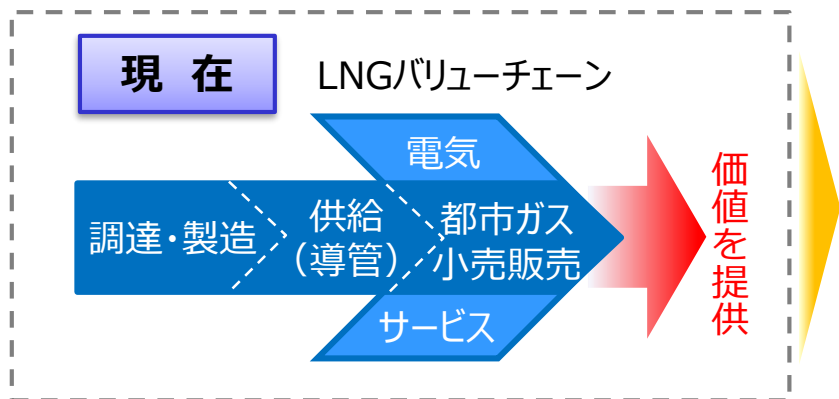 現 在
LNGバリューチェーン
電気
調達・製造
供給
（導管）
都市ガス
小売販売
サービス
価値を提供